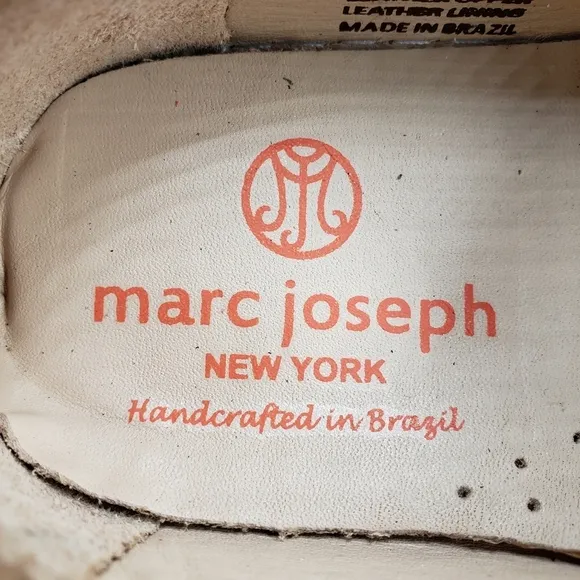 LEATHER LINING
MADE IN BRAZIL
marc joseph
NEW YORK
Handcrafted in Brazil